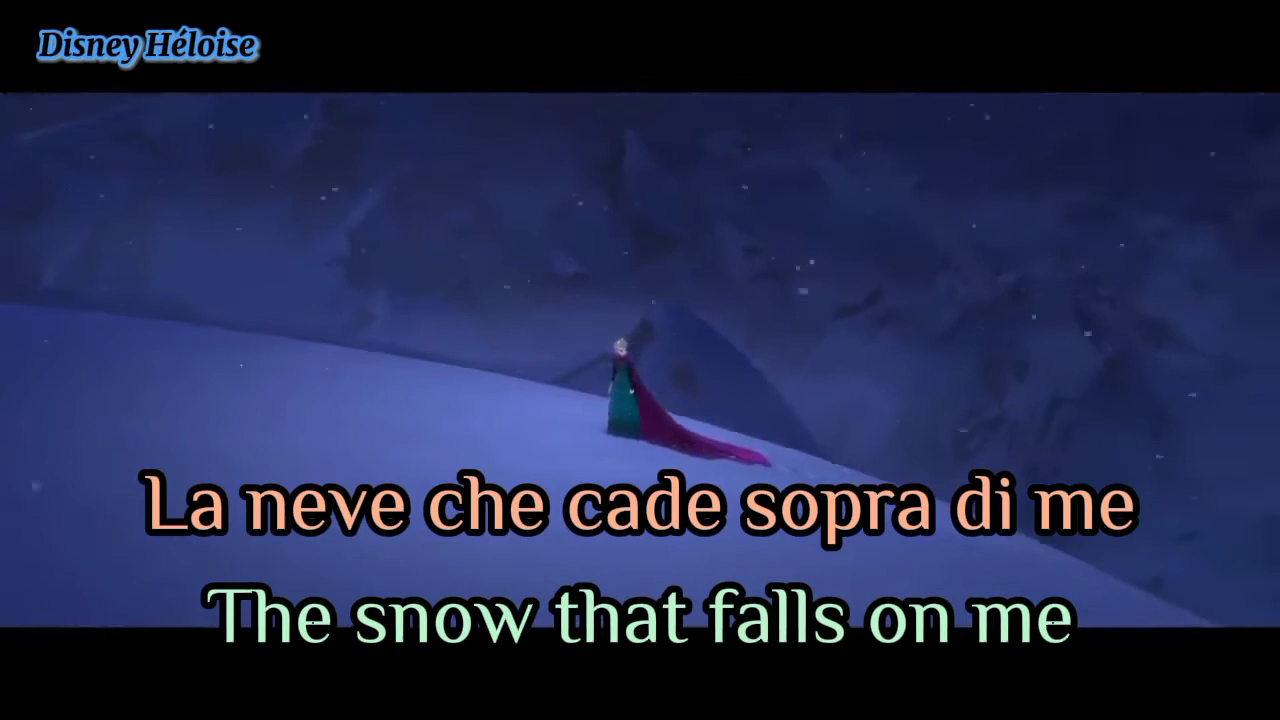 Disney Héloise
La neve che cade sopra di me
The snow that falls on me